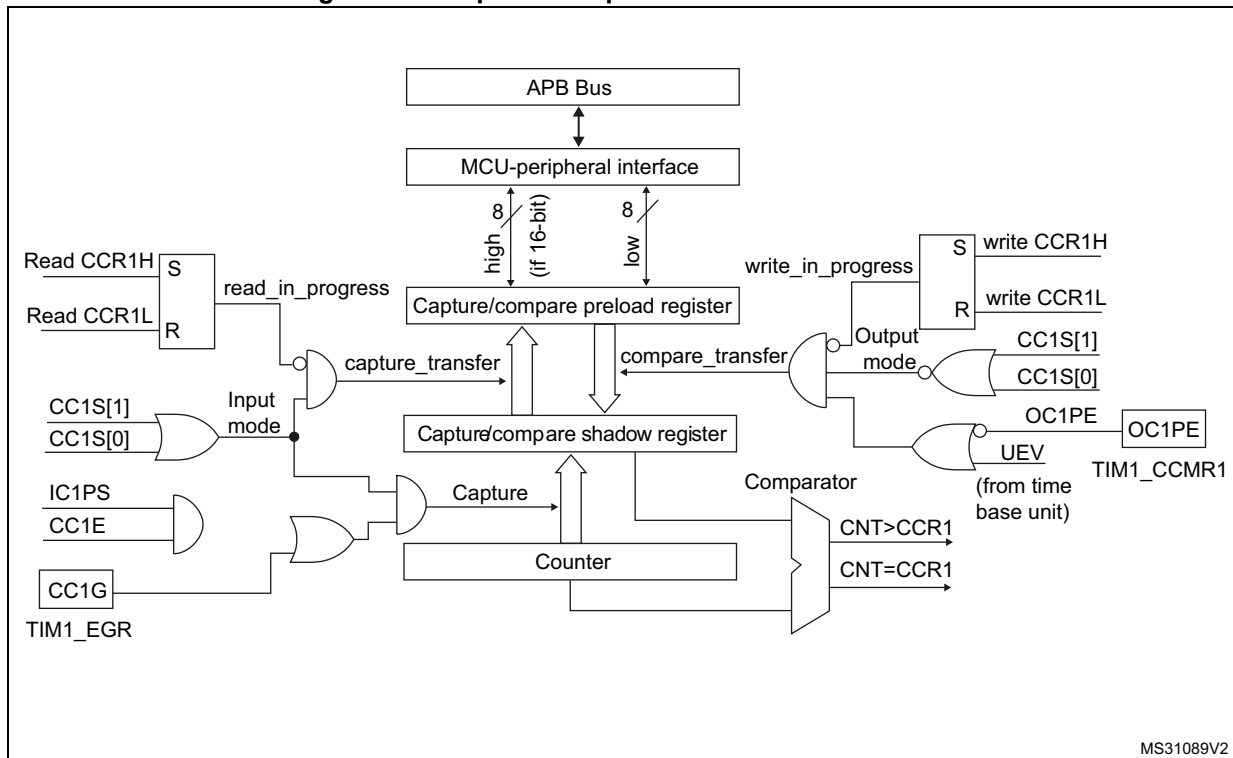 APB Bus
MCU-peripheral interface
8
high
(if 16-bit)
8
low
Read CCR1H
S
read_in_progress
Read CCR1L
R
write_in_progress
S
write CCR1H
R
write CCR1L
Capture/compare preload register
capture_transfer
compare_transfer
Output
mode
CC1S[1]
CC1S[0]
CC1S[1]
CC1S[0]
Input
mode
Capture/compare shadow register
OC1PE
OC1PE
UEV
TIM1_CCMR1
(from time
base unit)
IC1PS
CC1E
Capture
Comparator
CNT>CCR1
CNT=CCR1
Counter
CC1G
TIM1_EGR
MS31089V2